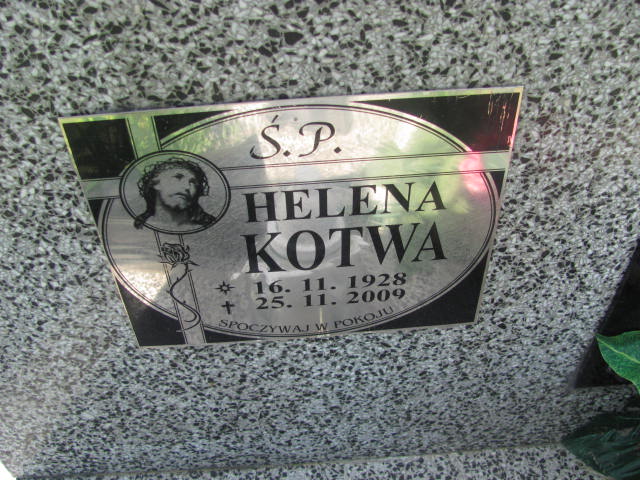 Ś.P.
HELENA
KOTWA
16. 11. 1928
25. 11. 2009
SPOCZYWAJ W POKOJU